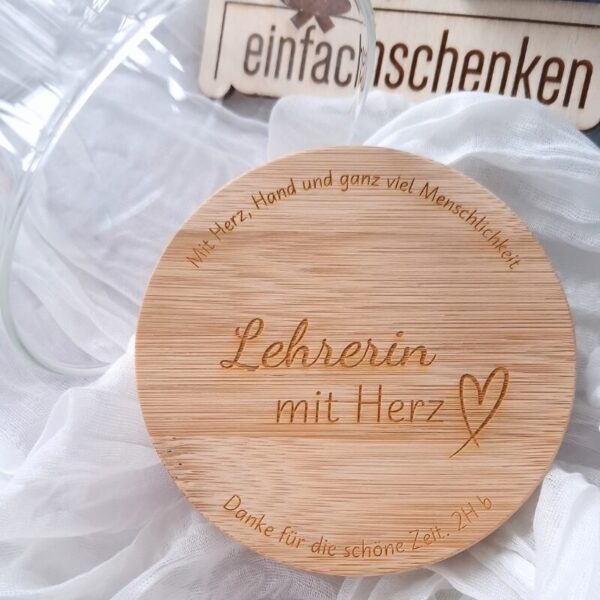 einfachschenken
Mit Herz, Hand und ganz viel Menschlichkeit
Lehrerin
mit Herz
Danke für die schöne Zeit. 2H b